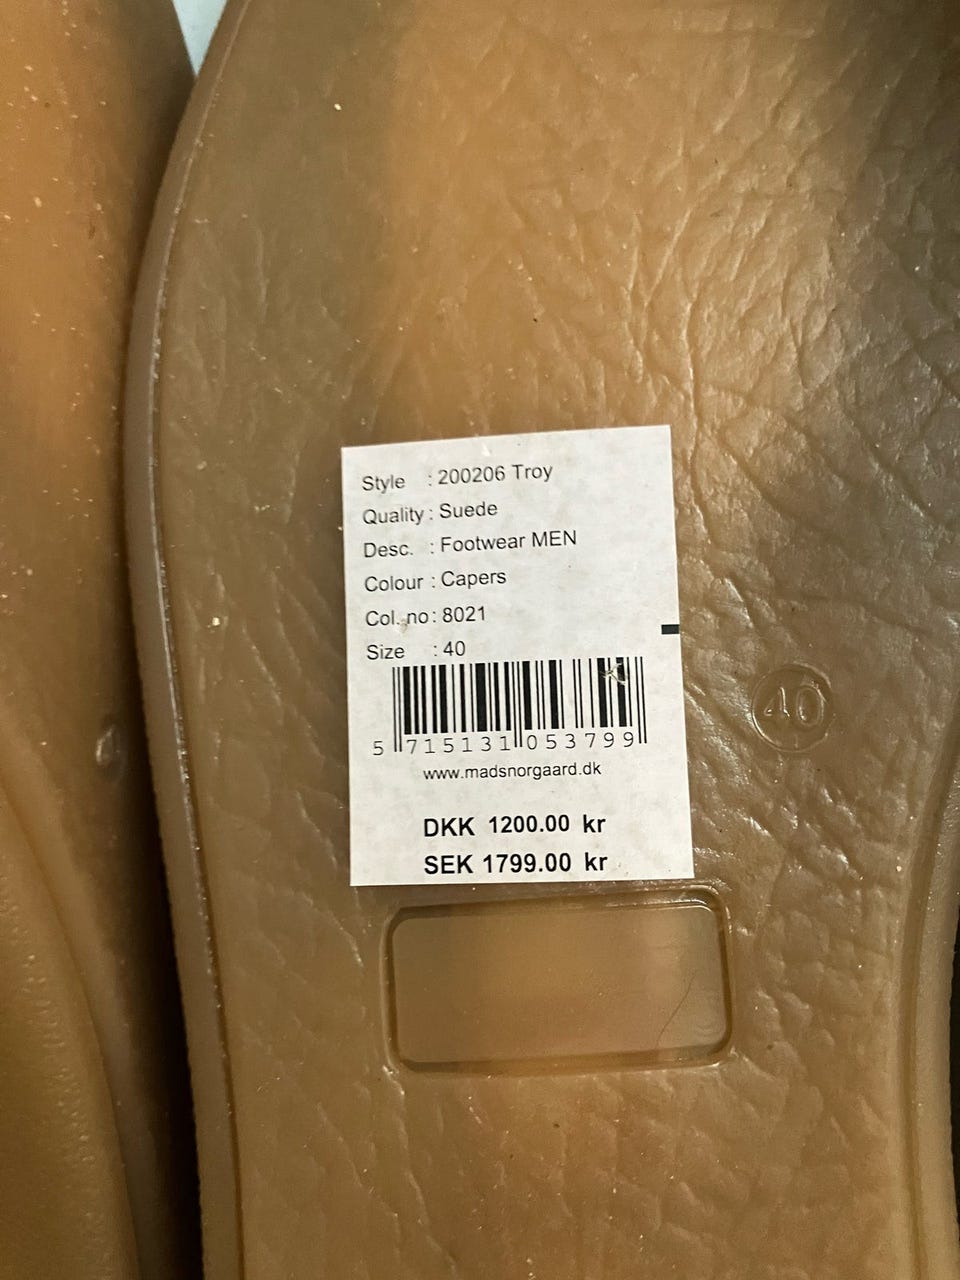 Style : 200206 Troy
Quality : Suede
Desc. : Footwear MEN
Colour : Capers
Col. no : 8021
Size : 40
5 715131 053799
www.madsnorgaard.dk
DKK 1200.00 kr
SEK 1799.00 kr
40